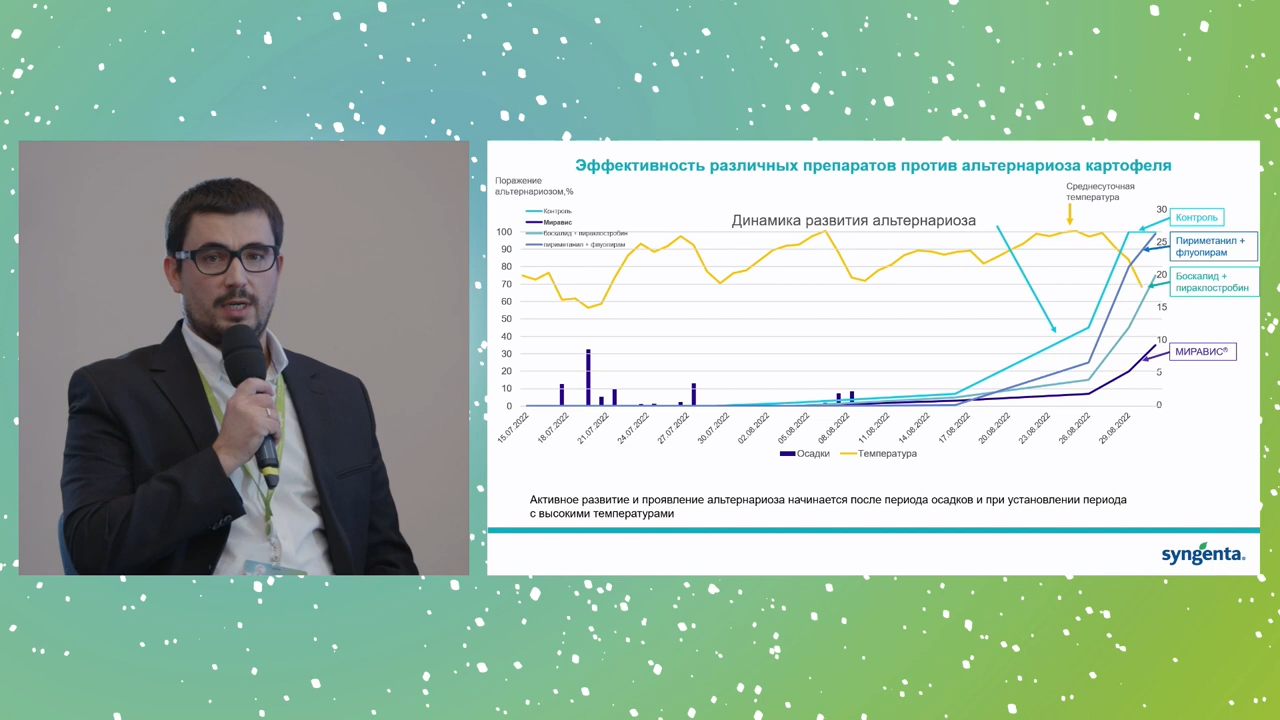 Эффективность различных препаратов против альтернариоза картофеля
Поражение
альтернариозом,%
Среднесуточная
температура
Контроль
Миравис
боскалид + пираклостробин
пириметанил + флуопирам
Динамика развития альтернариоза
100
90
80
70
60
50
40
30
20
10
0
30
25
20
15
10
5
0
Контроль
Пириметанил +
флуопирам
Боскалид +
пираклостробин
МИРАВИС®
15.07.2022
18.07.2022
21.07.2022
24.07.2022
27.07.2022
30.07.2022
02.08.2022
05.08.2022
08.08.2022
11.08.2022
14.08.2022
17.08.2022
20.08.2022
23.08.2022
26.08.2022
29.08.2022
Осадки
Температура
Активное развитие и проявление альтернариоза начинается после периода осадков и при установлении периода
с высокими температурами
syngenta.